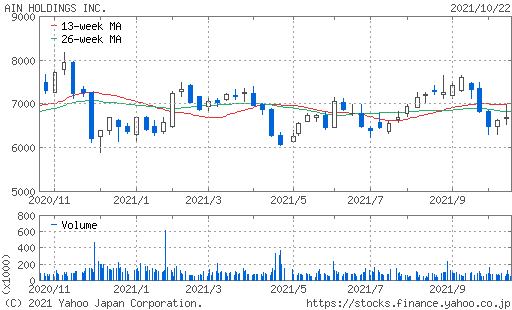 AIN HOLDINGS INC. 2021/10/22
9000
13-week MA
26-week MA
8000
7000
6000
5000
2020/11 2021/1 2021/3 2021/5 2021/7 2021/9
800
Volume
600
400
200
0
(x1000)
2020/11 2021/1 2021/3 2021/5 2021/7 2021/9
(C) 2021 Yahoo Japan Corporation. https://stocks.finance.yahoo.co.jp/